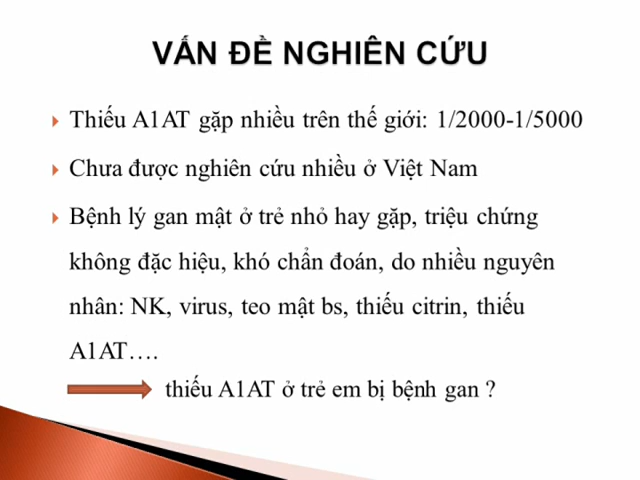 VẤN ĐỀ NGHIÊN CỨU
Thiếu A1AT gặp nhiều trên thế giới: 1/2000-1/5000
Chưa được nghiên cứu nhiều ở Việt Nam
Bệnh lý gan mật ở trẻ nhỏ hay gặp, triệu chứng
không đặc hiệu, khó chẩn đoán, do nhiều nguyên
nhân: NK, virus, teo mật bs, thiếu citrin, thiếu
A1AT….
thiếu A1AT ở trẻ em bị bệnh gan ?